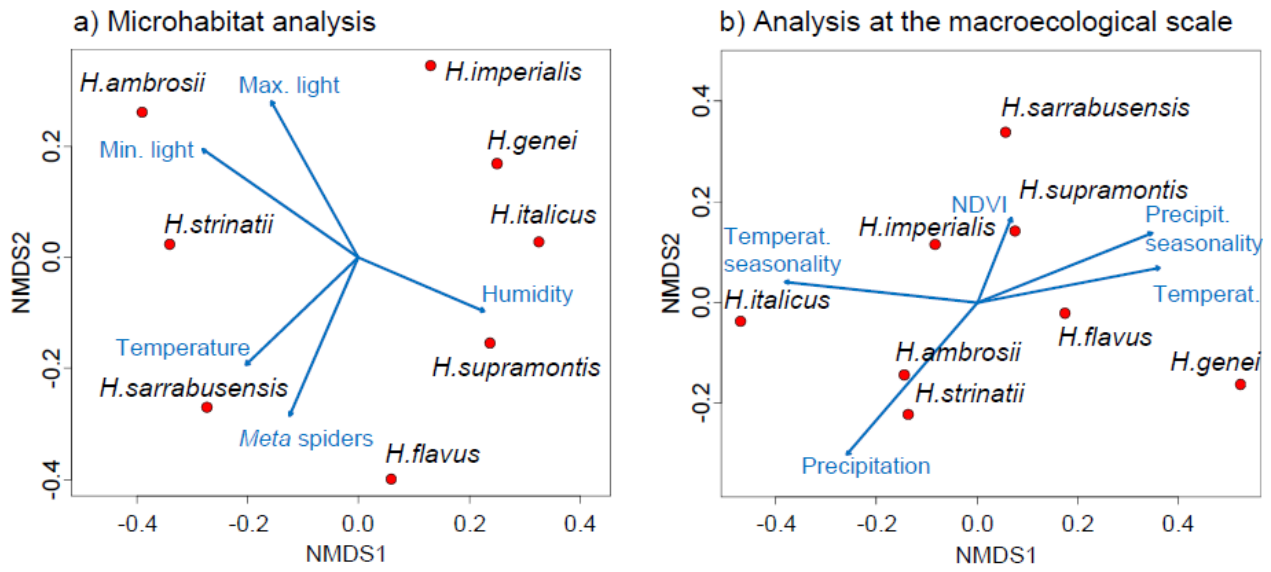 a) Microhabitat analysis
H.ambrosii
Max. light
H.imperialis
Min. light
H.genei
H.strinatii
H.italicus
Humidity
Temperature
H.supramontis
H.sarrabusensis
Meta spiders
H.flavus
NMDS2
0.2
0.0
-0.2
-0.4
-0.4
-0.2
0.0
0.2
0.4
NMDS1
b) Analysis at the macroecological scale
H.sarrabusensis
H.supramontis
NDVI
H.imperialis
Precipit.
seasonality
Temperat.
seasonality
Temperat.
H.italicus
H.flavus
H.ambrosii
H.genei
H.strinatii
Precipitation
NMDS2
0.4
0.2
0.0
-0.2
-0.4
-0.2
0.0
0.2
0.4
NMDS1